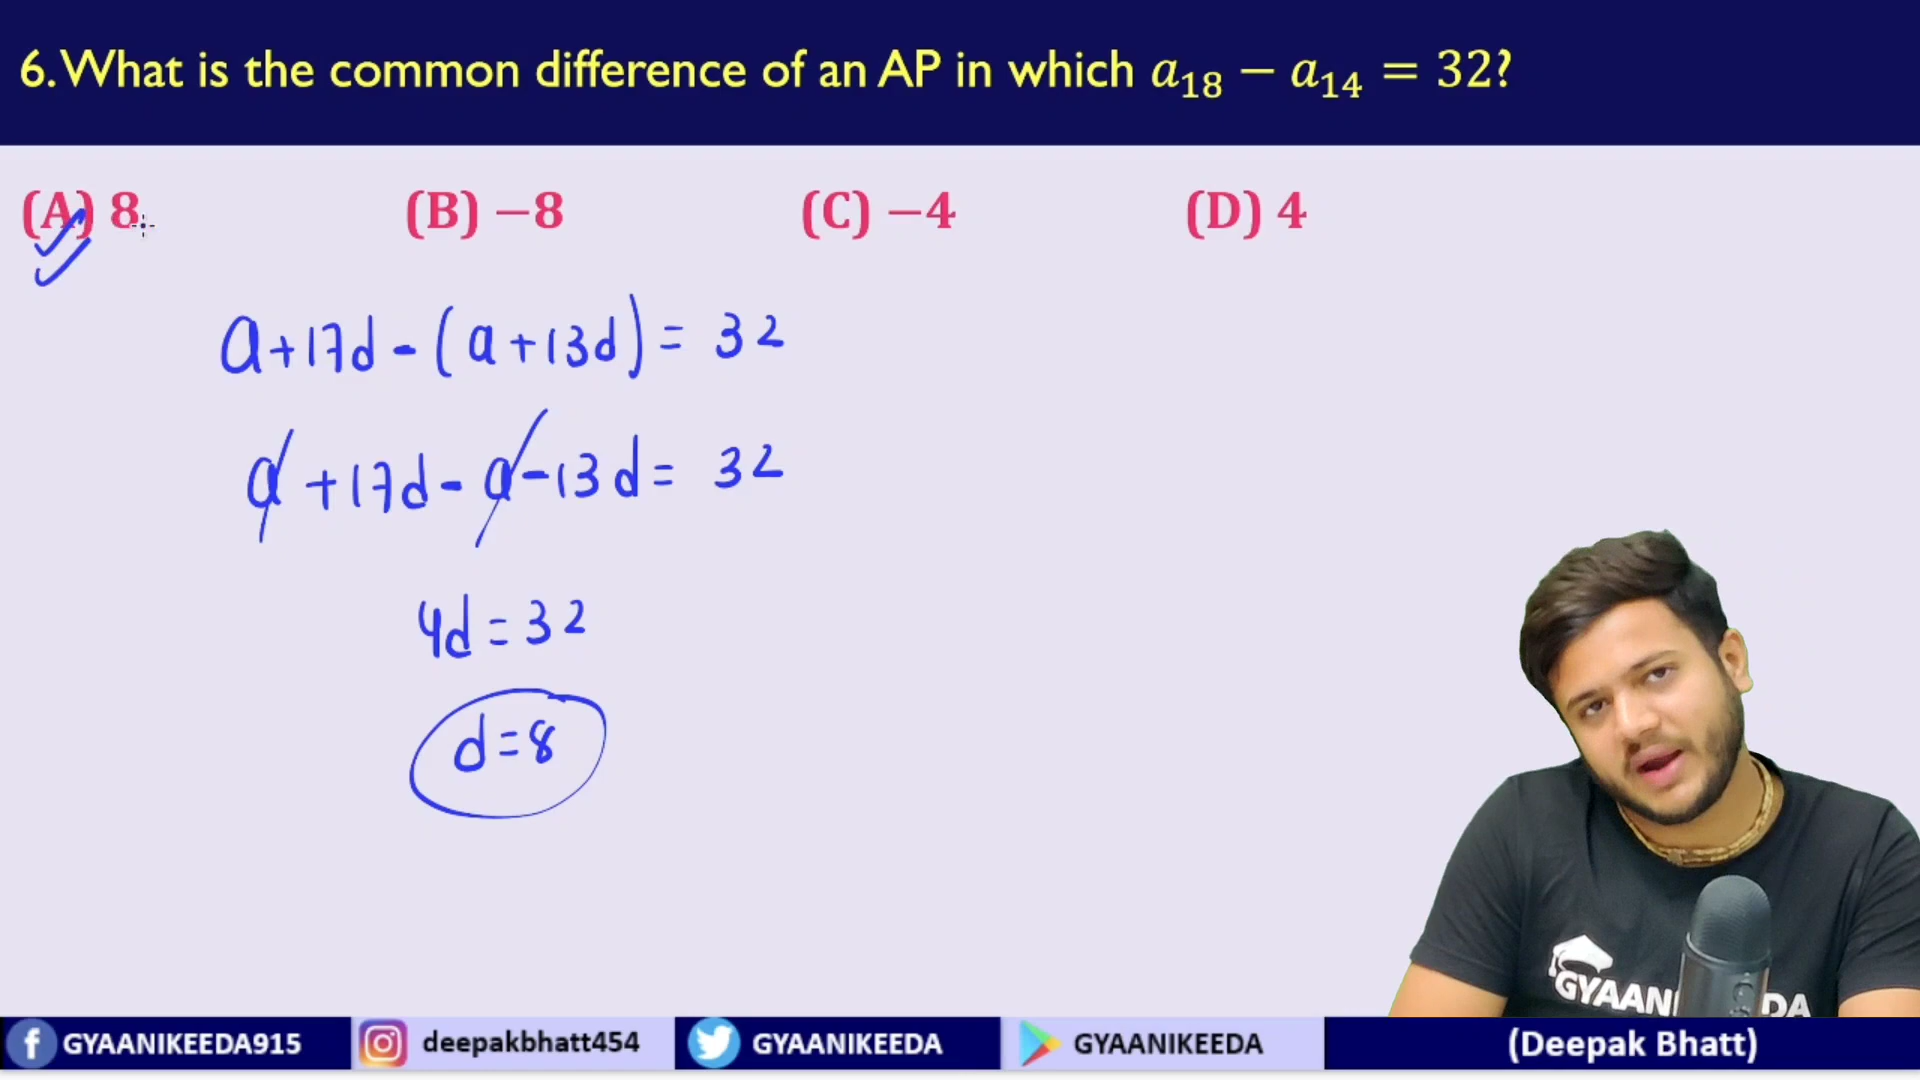 6. What is the common difference of an AP in which a₁₈ − a₁₄ = 32?
(A) 8 (B) −8 (C) −4 (D) 4
a+17d - (a+13d) = 32
a +17d - a -13d = 32
4d = 32
d = 8
GYAANIKEEDA915 deepakbhatt454 GYAANIKEEDA GYAANIKEEDA (Deepak Bhatt)